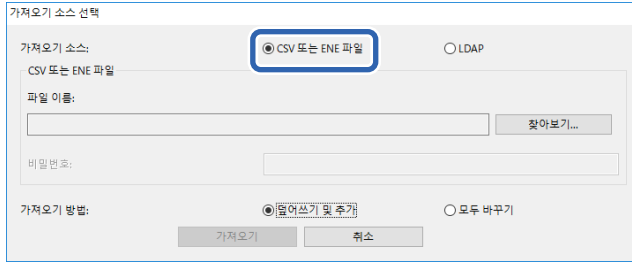 가져오기 소스 선택
가져오기 소스: CSV 또는 ENE 파일 LDAP
CSV 또는 ENE 파일
파일 이름:
찾아보기...
비밀번호:
가져오기 방법: 덮어쓰기 및 추가 모두 바꾸기
가져오기 취소